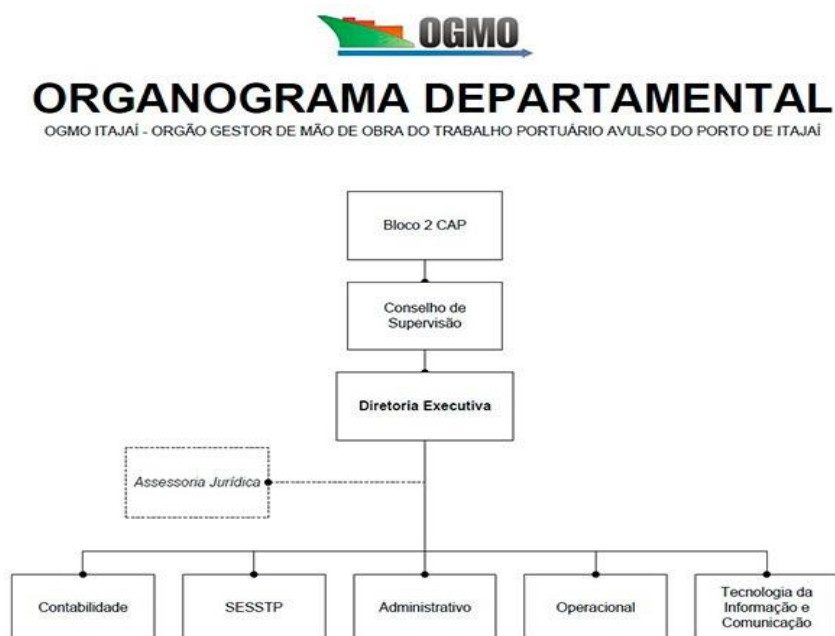 OGMO
ORGANOGRAMA DEPARTAMENTAL
OGMO ITAJAÍ - ORGÃO GESTOR DE MÃO DE OBRA DO TRABALHO PORTUÁRIO AVULSO DO PORTO DE ITAJAÍ
Bloco 2 CAP
Conselho de
Supervisão
Diretoria Executiva
Assessoria Jurídica
Contabilidade
SESSTP
Administrativo
Operacional
Tecnologia da
Informação e
Comunicação